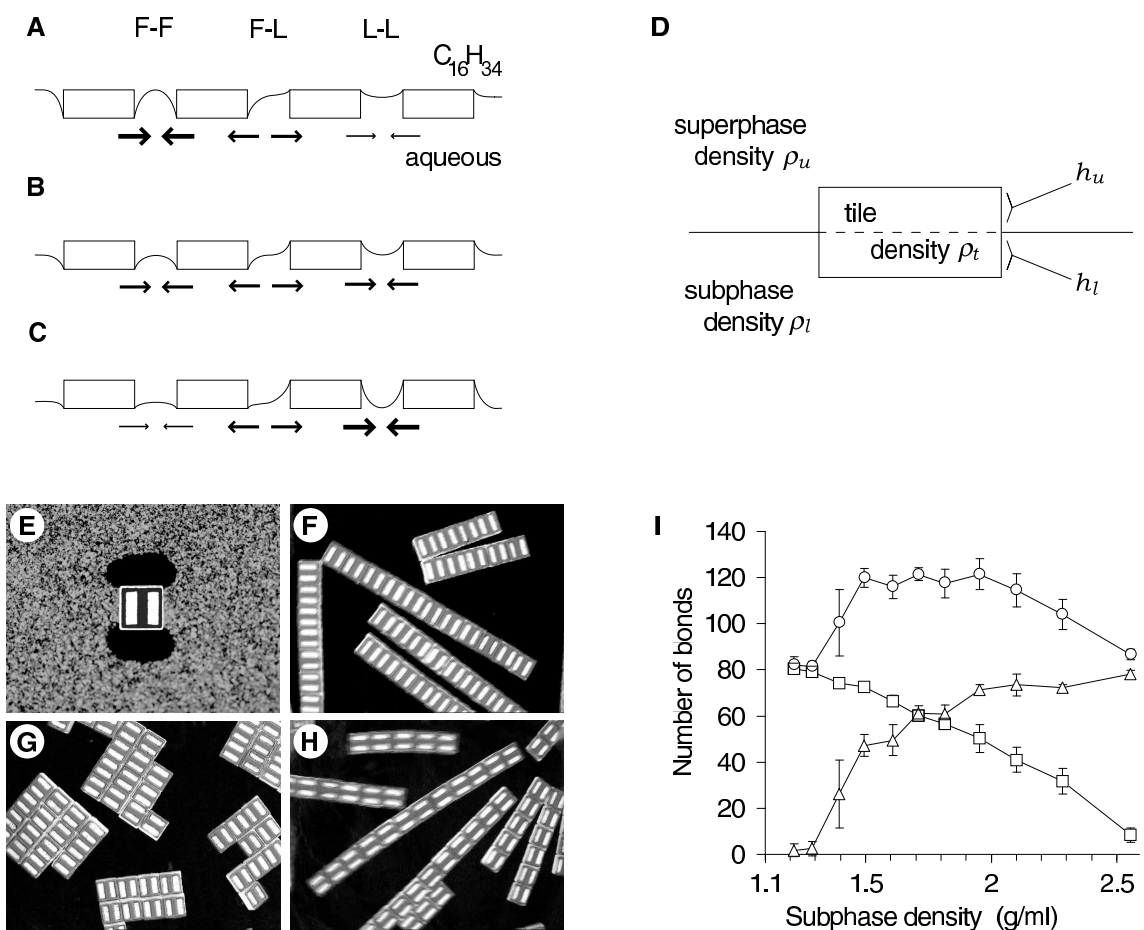 A
F-F
F-L
L-L
C₁₆H₃₄
aqueous
B
C
D
superphase
density ρᵤ
hᵤ
tile
density ρₜ
subphase
density ρₗ
hₗ
E
F
G
H
I
140
120
100
80
60
40
20
0
Number of bonds
1.1
1.5
2
2.5
Subphase density (g/ml)